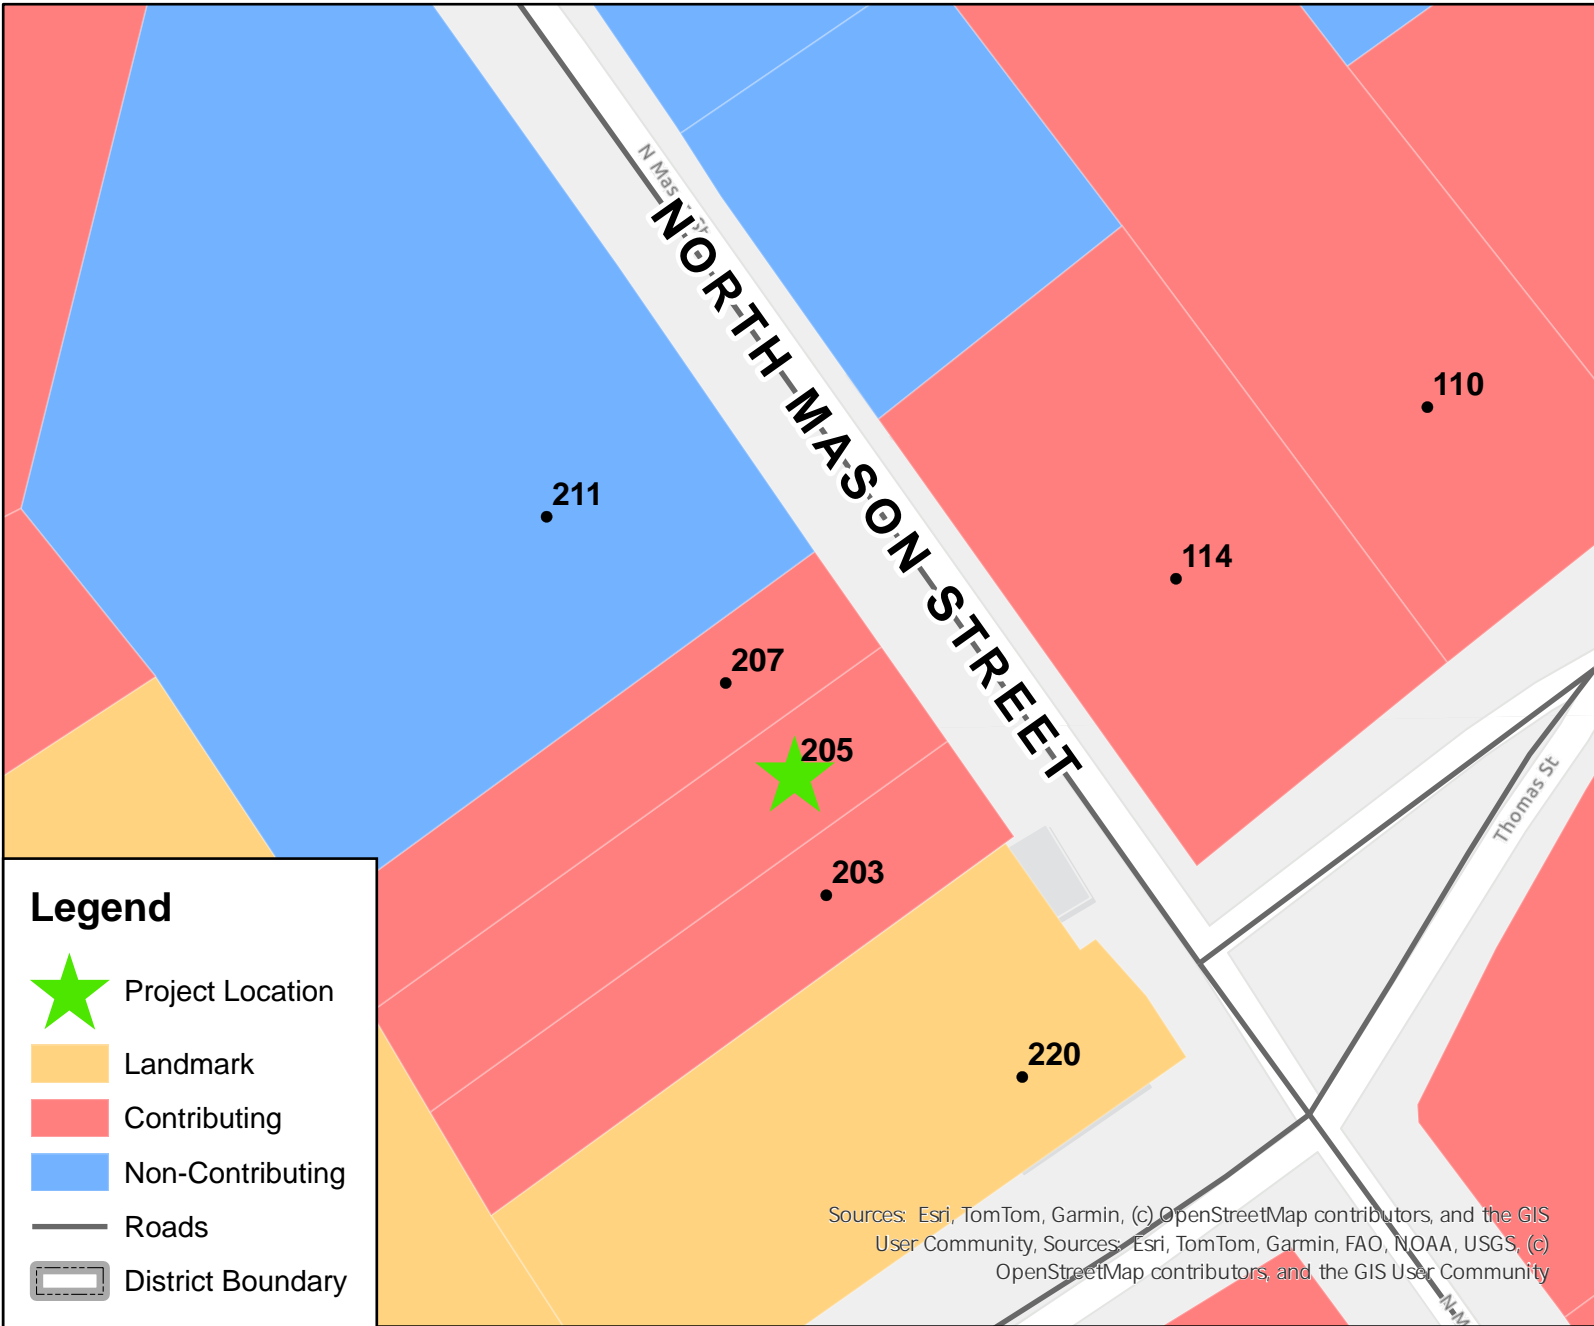 N Mas
St
NORTH MASON STREET
110
211
114
207
205
Thomas St
203
220
Legend
Project Location
Landmark
Contributing
Non-Contributing
Roads
District Boundary
Sources: Esri, TomTom, Garmin, (c) OpenStreetMap contributors, and the GIS
User Community, Sources: Esri, TomTom, Garmin, FAO, NOAA, USGS, (c)
OpenStreetMap contributors, and the GIS User Community
N M